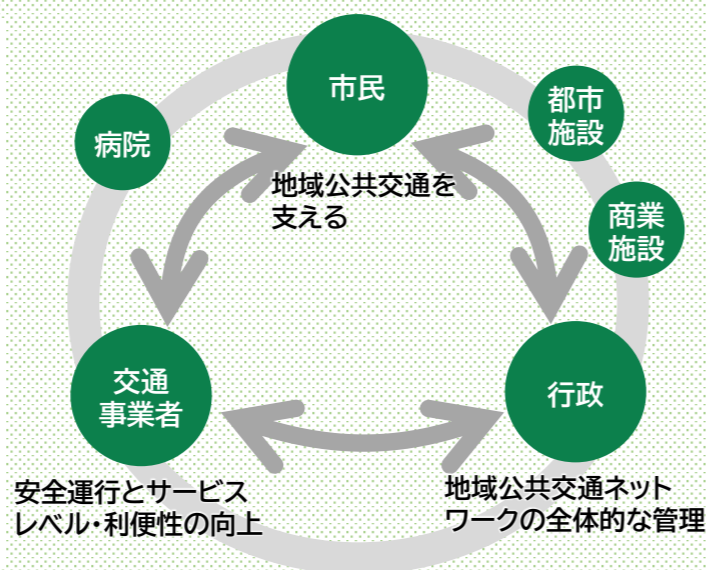 市民
都市
施設
病院
地域公共交通を
支える
商業
施設
交通
事業者
行政
安全運行とサービス
レベル・利便性の向上
地域公共交通ネット
ワークの全体的な管理